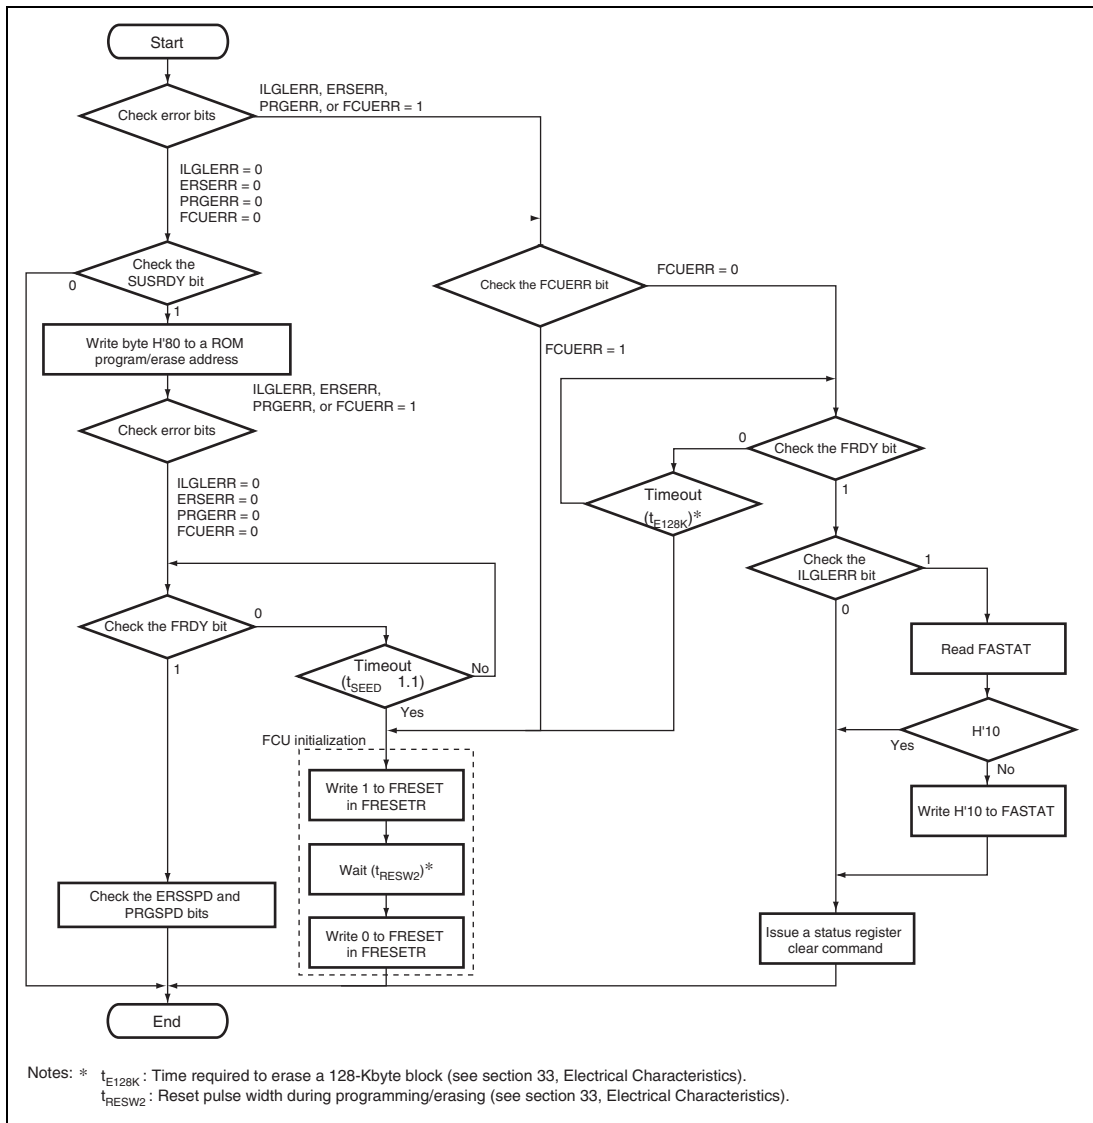 Start
Check error bits
ILGLERR, ERSERR,
PRGERR, or FCUERR = 1
ILGLERR = 0
ERSERR = 0
PRGERR = 0
FCUERR = 0
Check the
SUSRDY bit
0
1
Write byte H'80 to a ROM
program/erase address
ILGLERR, ERSERR,
PRGERR, or FCUERR = 1
Check error bits
ILGLERR = 0
ERSERR = 0
PRGERR = 0
FCUERR = 0
Check the FRDY bit
0
1
Timeout
(tSEED 1.1)
No
Yes
Check the FCUERR bit
FCUERR = 0
FCUERR = 1
Check the FRDY bit
0
1
Timeout
(tE128K)*
Check the
ILGLERR bit
1
0
Read FASTAT
H'10
Yes
No
Write H'10 to FASTAT
FCU initialization
Write 1 to FRESET
in FRESETR
Wait (tRESW2)*
Write 0 to FRESET
in FRESETR
Check the ERSSPD and
PRGSPD bits
Issue a status register
clear command
End
Notes: * tE128K : Time required to erase a 128-Kbyte block (see section 33, Electrical Characteristics).
tRESW2 : Reset pulse width during programming/erasing (see section 33, Electrical Characteristics).